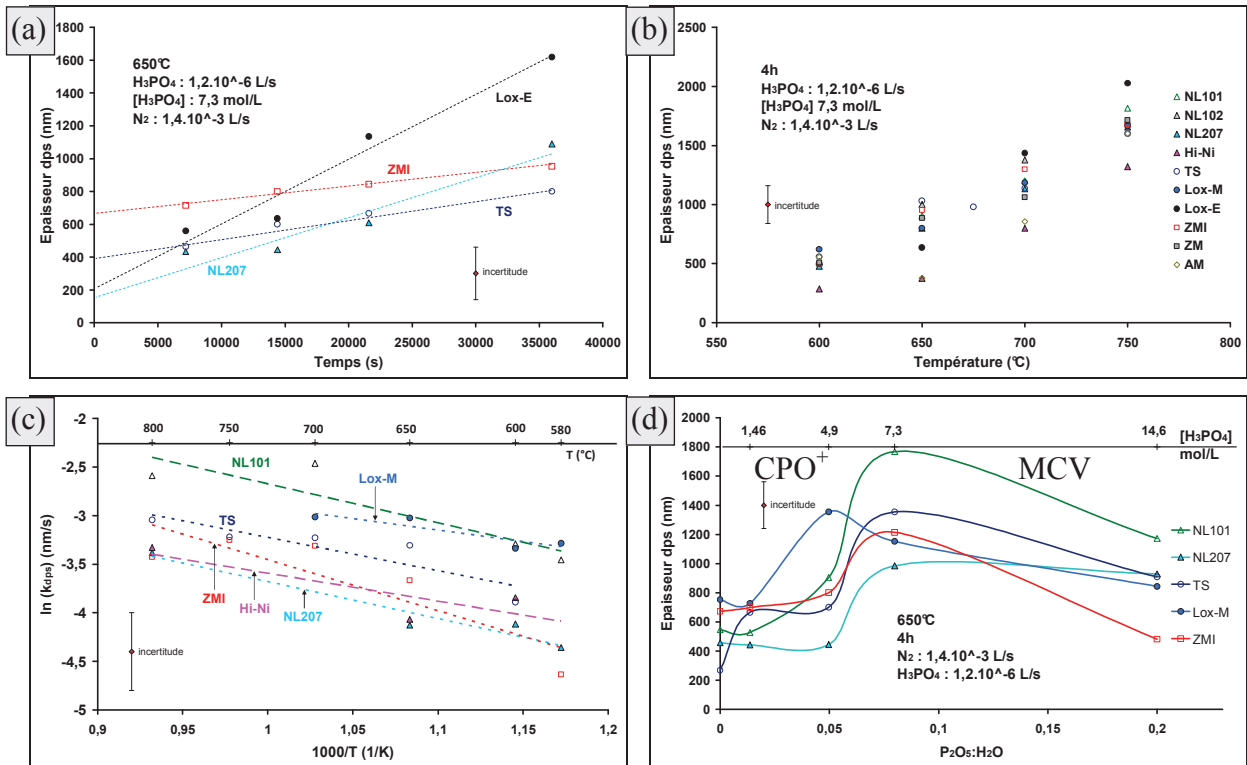 (a)
Epaisseur dps (nm)
1800
1600
1400
1200
1000
800
600
400
200
0
650°C
H3PO4 : 1,2.10^-6 L/s
[H3PO4] : 7,3 mol/L
N2 : 1,4.10^-3 L/s
Lox-E
ZMI
TS
NL207
incertitude
0 5000 10000 15000 20000 25000 30000 35000 40000
Temps (s)
(b)
Epaisseur dps (nm)
2500
2000
1500
1000
500
0
4h
H3PO4 : 1,2.10^-6 L/s
[H3PO4] 7,3 mol/L
N2 : 1,4.10^-3 L/s
incertitude
NL101
NL102
NL207
Hi-Ni
TS
Lox-M
Lox-E
ZMI
ZM
AM
550 600 650 700 750 800
Température (°C)
(c)
ln (kdps) (nm/s)
-2
-2,5
-3
-3,5
-4
-4,5
-5
800 750 700 650 600 580
T (°C)
NL101
Lox-M
TS
ZMI
Hi-Ni
NL207
incertitude
0,9 0,95 1 1,05 1,1 1,15 1,2
1000/T (1/K)
(d)
Epaisseur dps (nm)
2000
1800
1600
1400
1200
1000
800
600
400
200
0
1,46 4,9 7,3 14,6
[H3PO4]
mol/L
CPO+
MCV
incertitude
650°C
4h
N2 : 1,4.10^-3 L/s
H3PO4 : 1,2.10^-6 L/s
NL101
NL207
TS
Lox-M
ZMI
0 0,05 0,1 0,15 0,2
P2O5:H2O